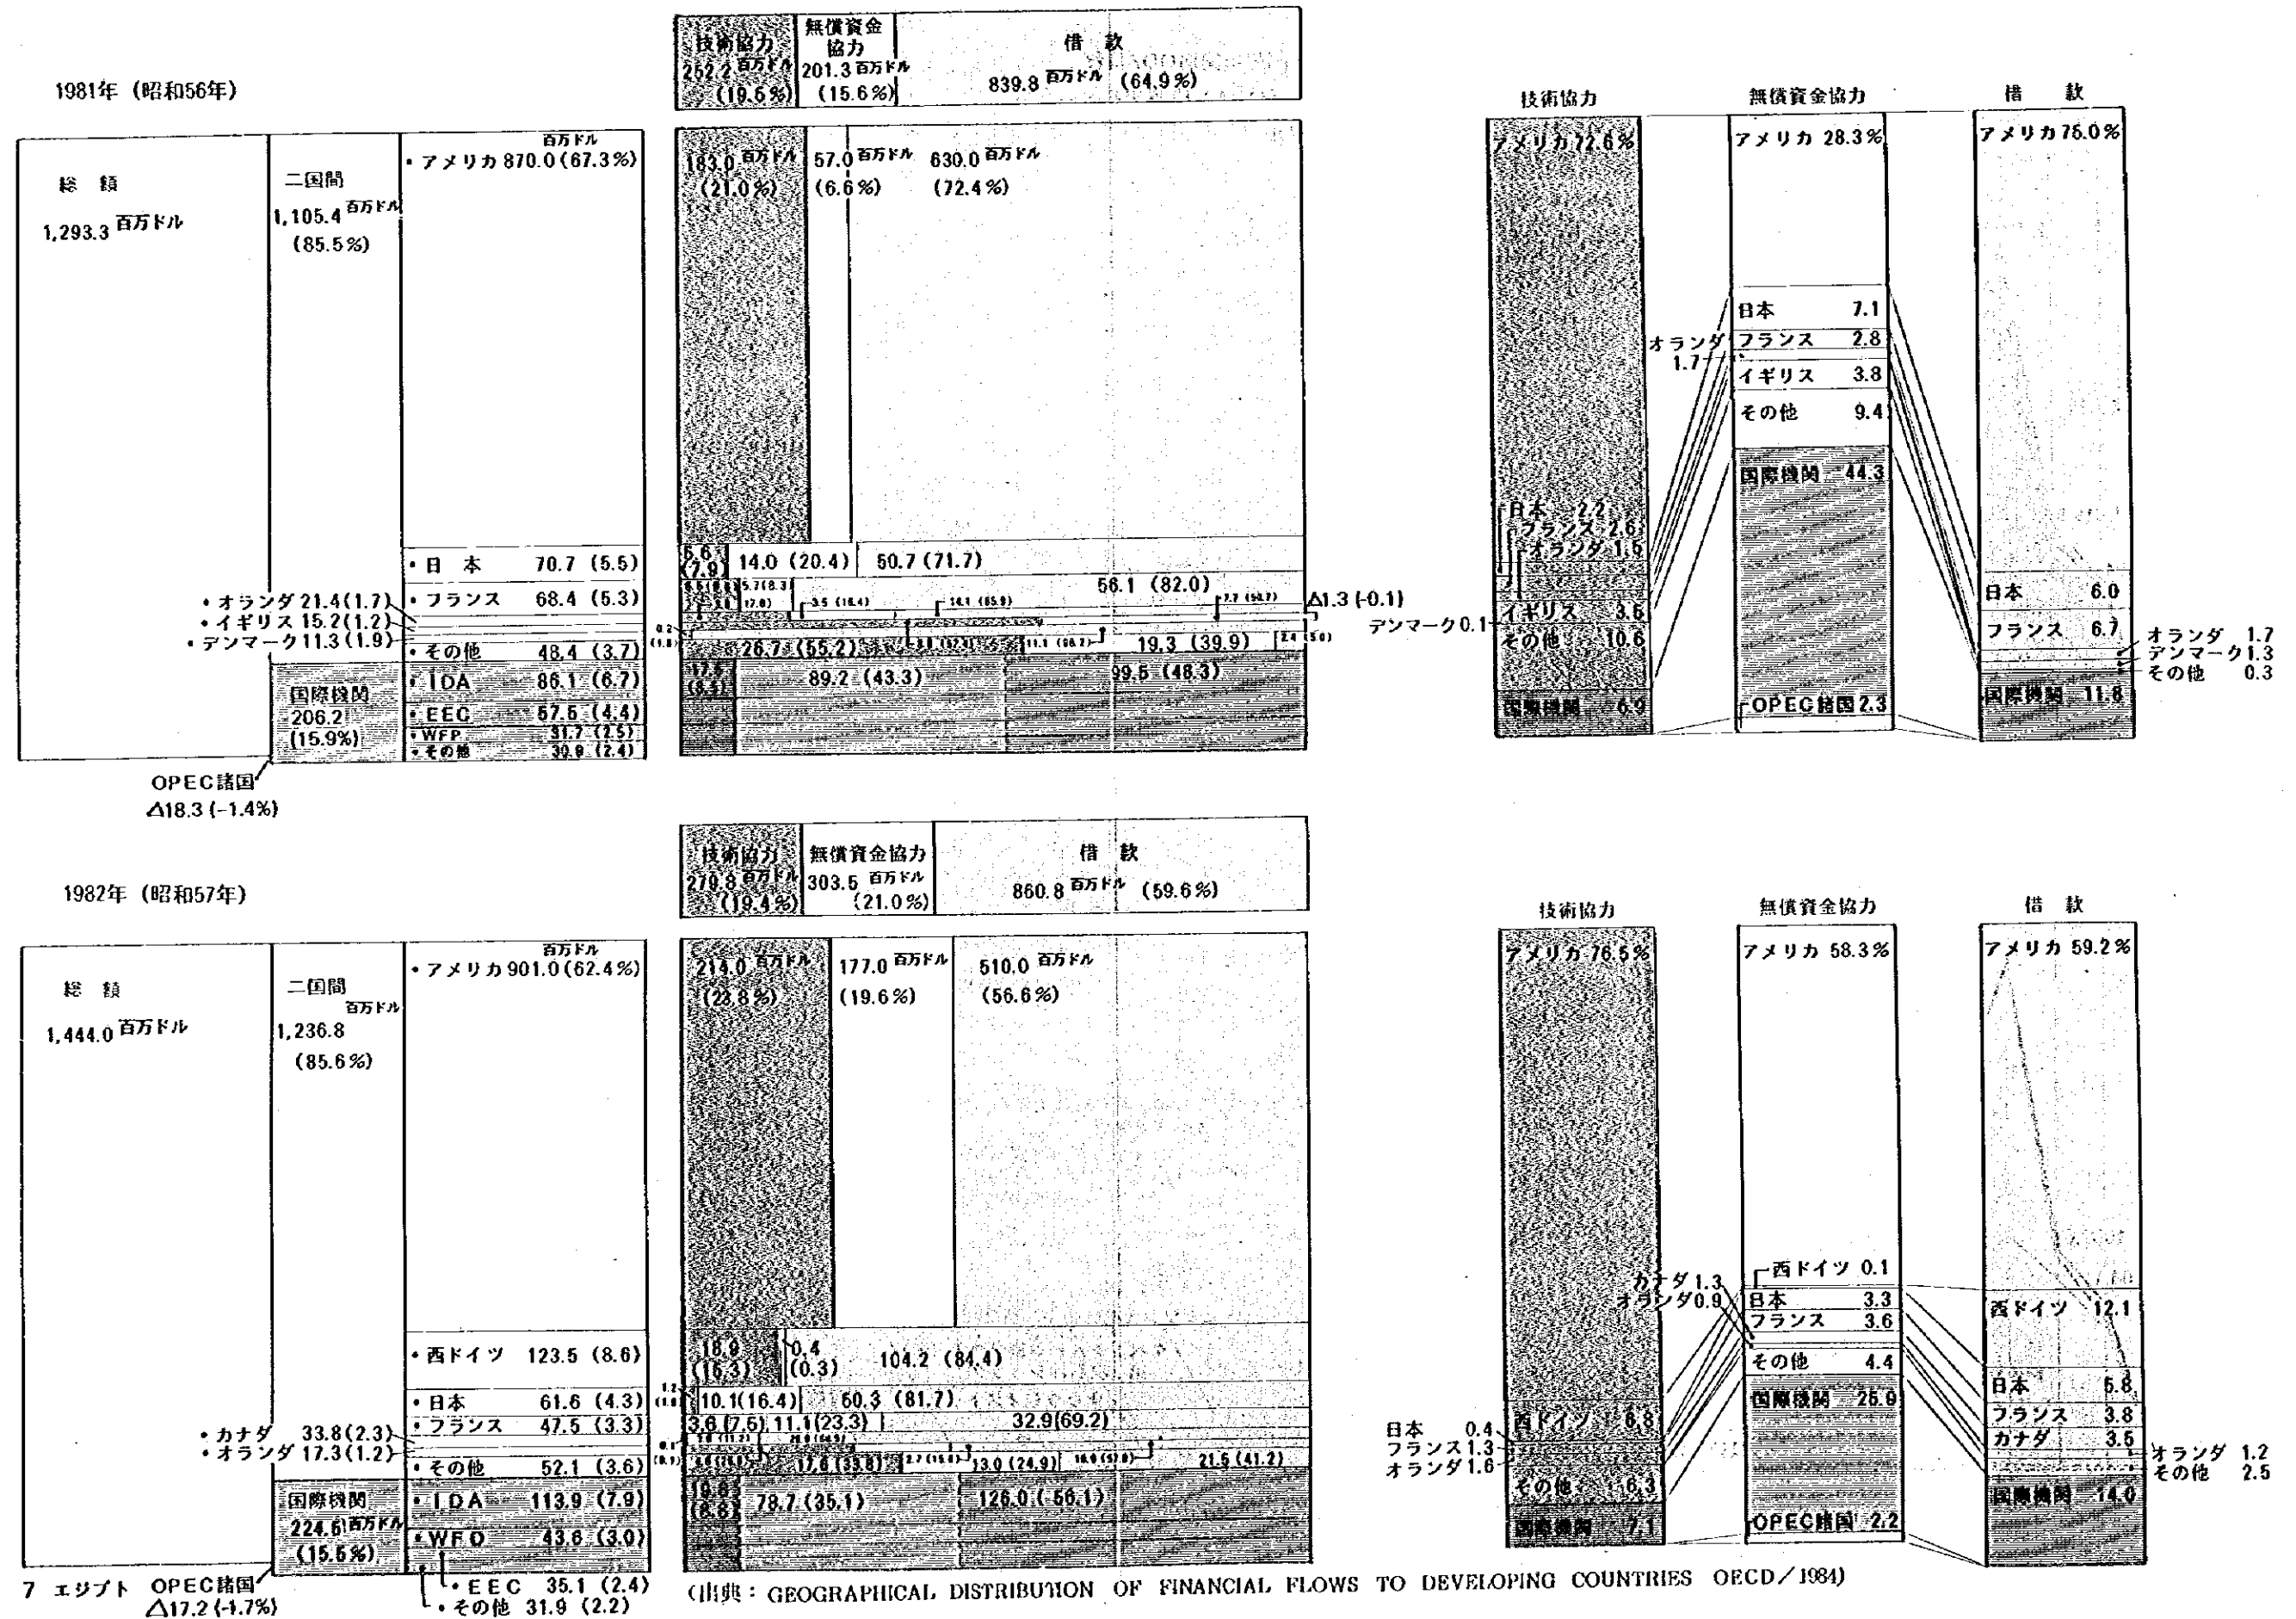 1981年（昭和56年）
技術協力
252.2百万ドル
(19.5%)
無償資金
協力
201.3百万ドル
(15.6%)
借 款
839.8百万ドル (64.9%)
総 額
1,293.3百万ドル
二国間
1,105.4百万ドル
(85.5%)
百万ドル
・アメリカ 870.0(67.3%)
・日 本 70.7 (5.5)
・フランス 68.4 (5.3)
・オランダ 21.4(1.7)
・イギリス 15.2(1.2)
・デンマーク 11.3(1.9)
・その他 48.4 (3.7)
国際機関
206.2
(15.9%)
・IDA 86.1 (6.7)
・EEC 57.5 (4.4)
・WFP 31.7 (2.5)
・その他 30.9 (2.4)
OPEC諸国
△18.3 (-1.4%)
183.0百万ドル
(21.0%)
57.0百万ドル
(6.6%)
630.0百万ドル
(72.4%)
(7.9)
14.0 (20.4)
50.7 (71.7)
5.7(8.3)
56.1 (82.0)
3.5 (16.4)
△1.3 (-0.1)
26.7 (55.2)
19.3 (39.9)
89.2 (43.3)
99.5 (48.3)
技術協力
アメリカ 72.6%
日本 2.2
フランス 2.6
オランダ 1.5
イギリス 3.6
デンマーク 0.1
その他 10.6
国際機関 6.9
無償資金協力
アメリカ 28.3%
日本 7.1
フランス 2.8
オランダ
1.7
イギリス 3.8
その他 9.4
国際機関 44.3
OPEC諸国 2.3
借 款
アメリカ 75.0%
日本 6.0
フランス 6.7
オランダ 1.7
デンマーク 1.3
その他 0.3
国際機関 11.8
1982年（昭和57年）
技術協力
279.8百万ドル
(19.4%)
無償資金協力
303.5百万ドル
(21.0%)
借 款
860.8百万ドル (59.6%)
総 額
1,444.0百万ドル
二国間
百万ドル
1,236.8
(85.6%)
百万ドル
・アメリカ 901.0(62.4%)
・西ドイツ 123.5 (8.6)
・日本 61.6 (4.3)
・フランス 47.5 (3.3)
・カナダ 33.8(2.3)
・オランダ 17.3(1.2)
・その他 52.1 (3.6)
国際機関
224.5百万ドル
(15.5%)
・IDA 113.9 (7.9)
・WFO 43.6 (3.0)
・EEC 35.1 (2.4)
・その他 31.9 (2.2)
OPEC諸国
△17.2 (-1.7%)
214.0百万ドル
(23.8%)
177.0百万ドル
(19.6%)
510.0百万ドル
(56.6%)
18.9
(15.3)
0.4
(0.3)
104.2 (84.4)
10.1(16.4)
50.3 (81.7)
3.6 (7.5)
11.1(23.3)
32.9(69.2)
17.6 (33.8)
13.0 (24.9)
21.5 (41.2)
78.7 (35.1)
126.0 (56.1)
技術協力
アメリカ 76.5%
西ドイツ 6.8
日本 0.4
フランス 1.3
オランダ 1.6
その他 6.3
国際機関 7.1
無償資金協力
アメリカ 58.3%
西ドイツ 0.1
カナダ 1.3
オランダ 0.9
日本 3.3
フランス 3.6
その他 4.4
国際機関 25.9
OPEC諸国 2.2
借 款
アメリカ 59.2%
西ドイツ 12.1
日本 5.8
フランス 3.8
カナダ 3.5
オランダ 1.2
その他 2.5
国際機関 14.0
7 エジプト
(出典：GEOGRAPHICAL DISTRIBUTION OF FINANCIAL FLOWS TO DEVELOPING COUNTRIES OECD／1984)